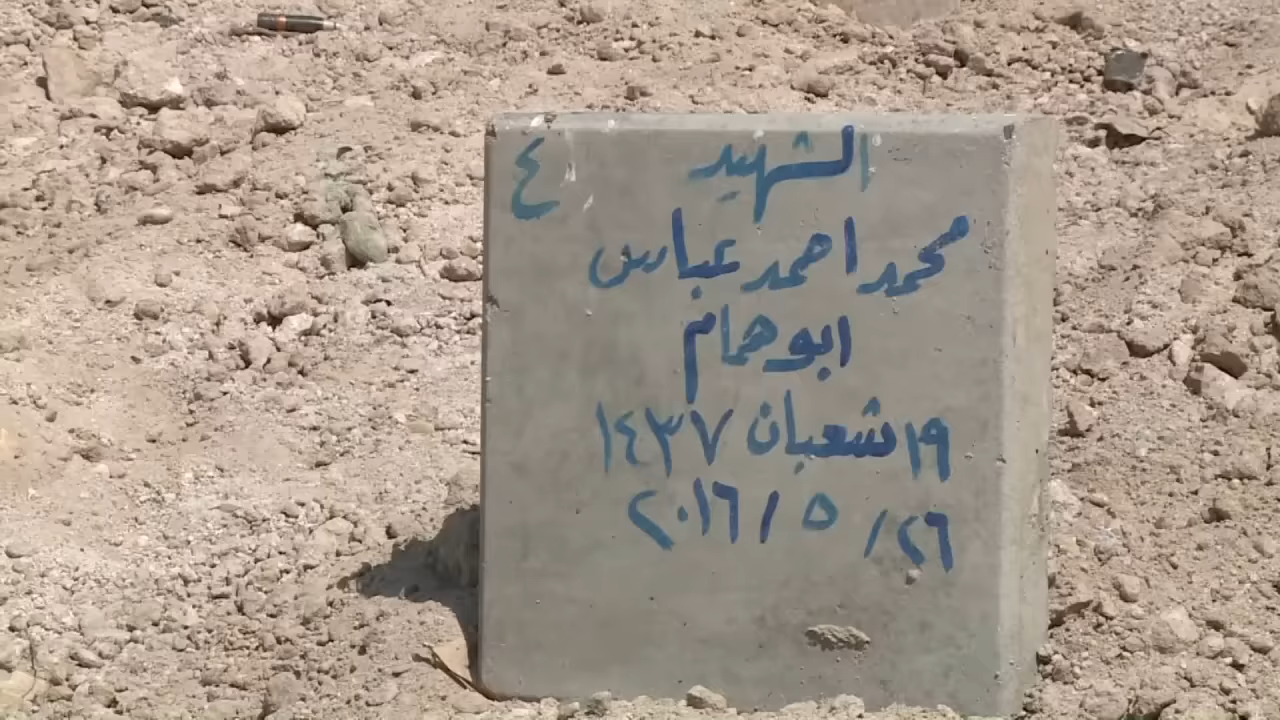 الشهيد ٤
محمد احمد عباس
ابو همام
١٩ شعبان ١٤٣٧
٢٦ / ٥ / ٢٠١٦